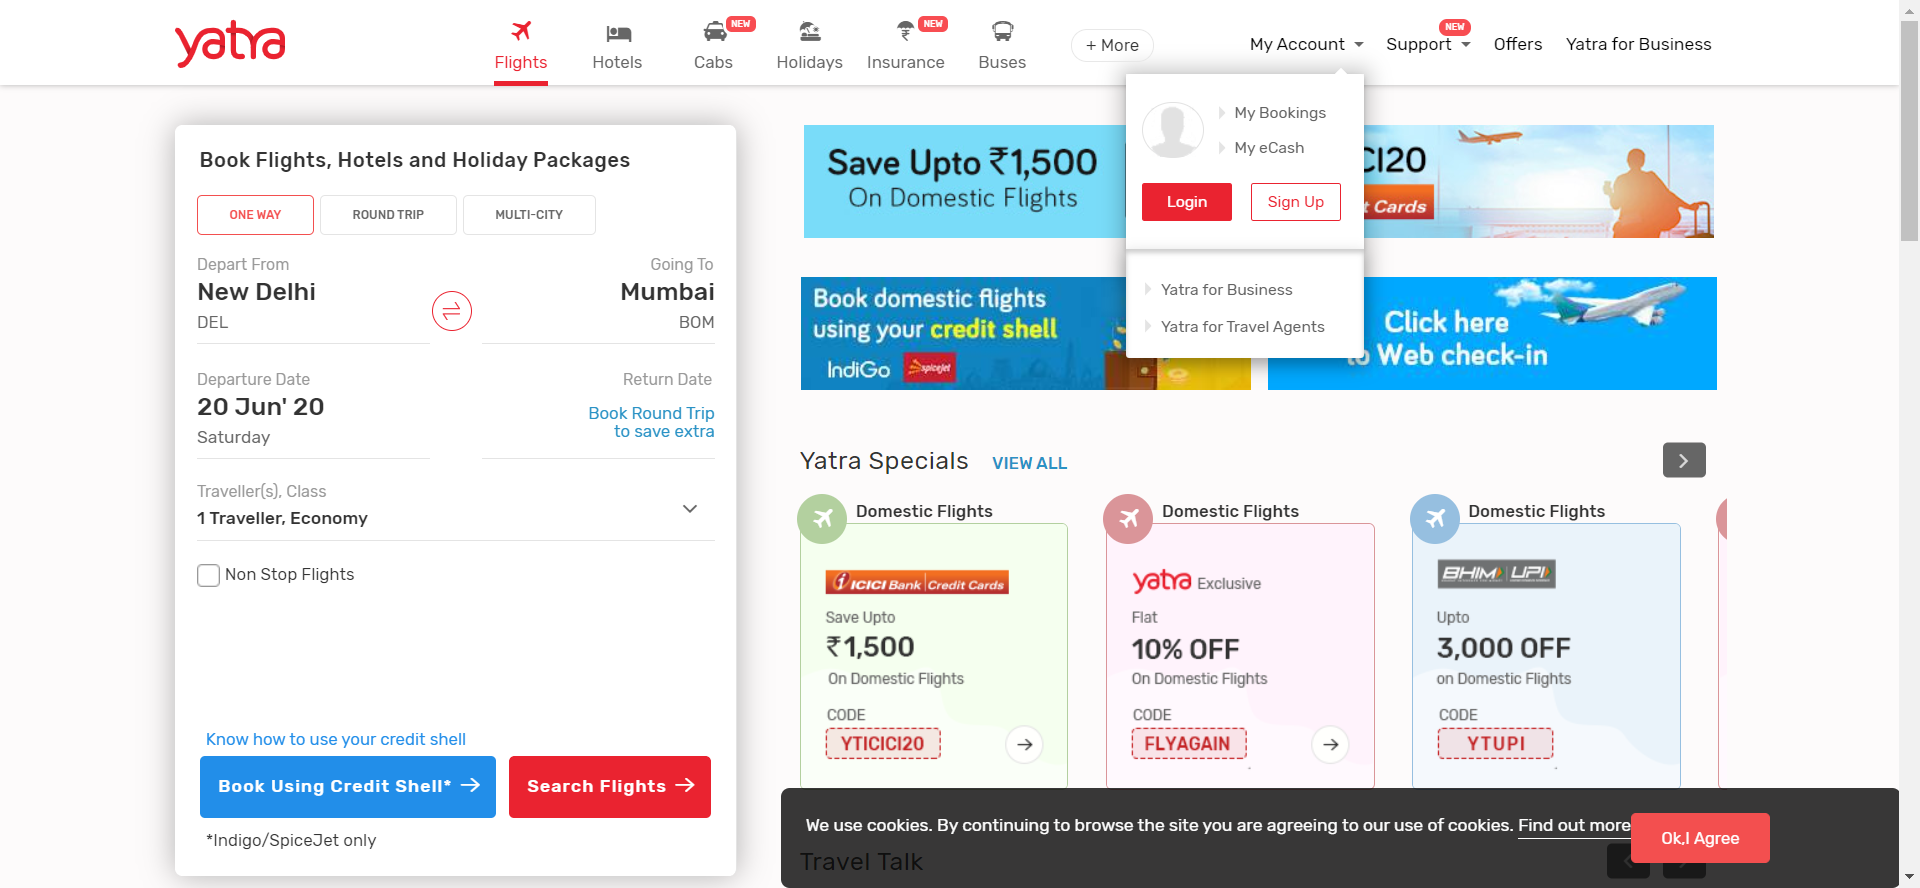 yatra
Flights
Hotels
Cabs
NEW
Holidays
Insurance
NEW
Buses
+ More
My Account
Support
NEW
Offers
Yatra for Business
My Bookings
My eCash
Login
Sign Up
Yatra for Business
Yatra for Travel Agents
Book Flights, Hotels and Holiday Packages
ONE WAY
ROUND TRIP
MULTI-CITY
Depart From
New Delhi
DEL
Going To
Mumbai
BOM
Departure Date
20 Jun' 20
Saturday
Return Date
Book Round Trip
to save extra
Traveller(s), Class
1 Traveller, Economy
Non Stop Flights
Know how to use your credit shell
Book Using Credit Shell*
Search Flights
*Indigo/SpiceJet only
Save Upto ₹1,500
On Domestic Flights
CI20
t Cards
Book domestic flights
using your credit shell
IndiGo
spicejet
Click here
to Web check-in
Yatra Specials
VIEW ALL
Domestic Flights
ICICI Bank Credit Cards
Save Upto
₹1,500
On Domestic Flights
CODE
YTICICI20
Domestic Flights
yatra Exclusive
Flat
10% OFF
On Domestic Flights
CODE
FLYAGAIN
Domestic Flights
BHIM UPI
Upto
3,000 OFF
on Domestic Flights
CODE
YTUPI
We use cookies. By continuing to browse the site you are agreeing to our use of cookies. Find out more
Ok,I Agree
Travel Talk